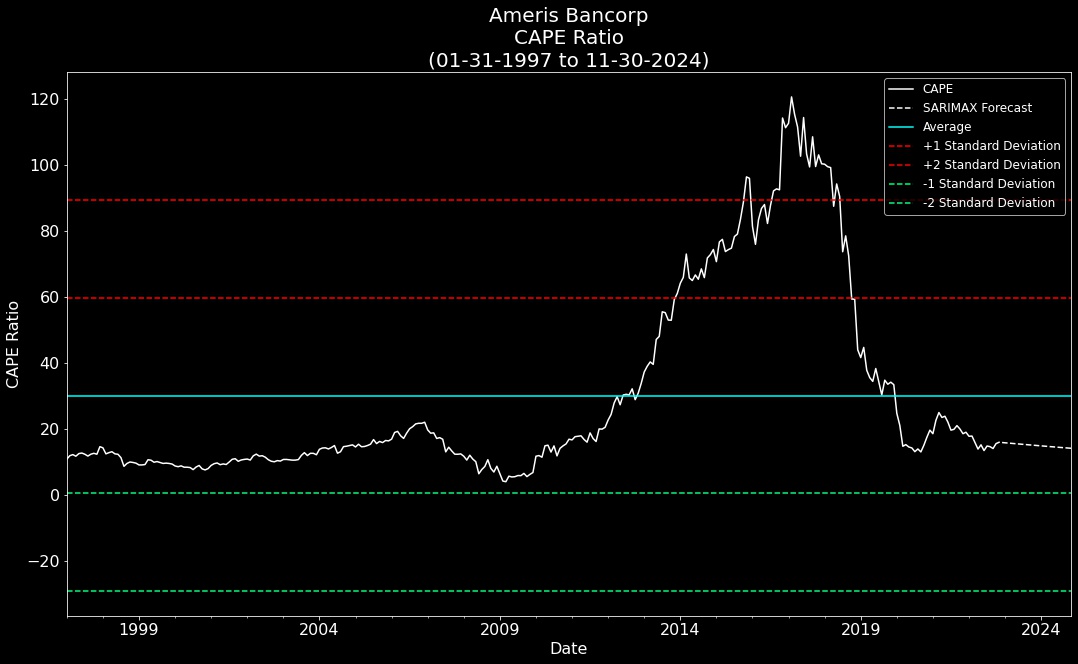 Ameris Bancorp
CAPE Ratio
(01-31-1997 to 11-30-2024)
CAPE
SARIMAX Forecast
Average
+1 Standard Deviation
+2 Standard Deviation
-1 Standard Deviation
-2 Standard Deviation
CAPE Ratio
120
100
80
60
40
20
0
−20
1999
2004
2009
2014
2019
2024
Date